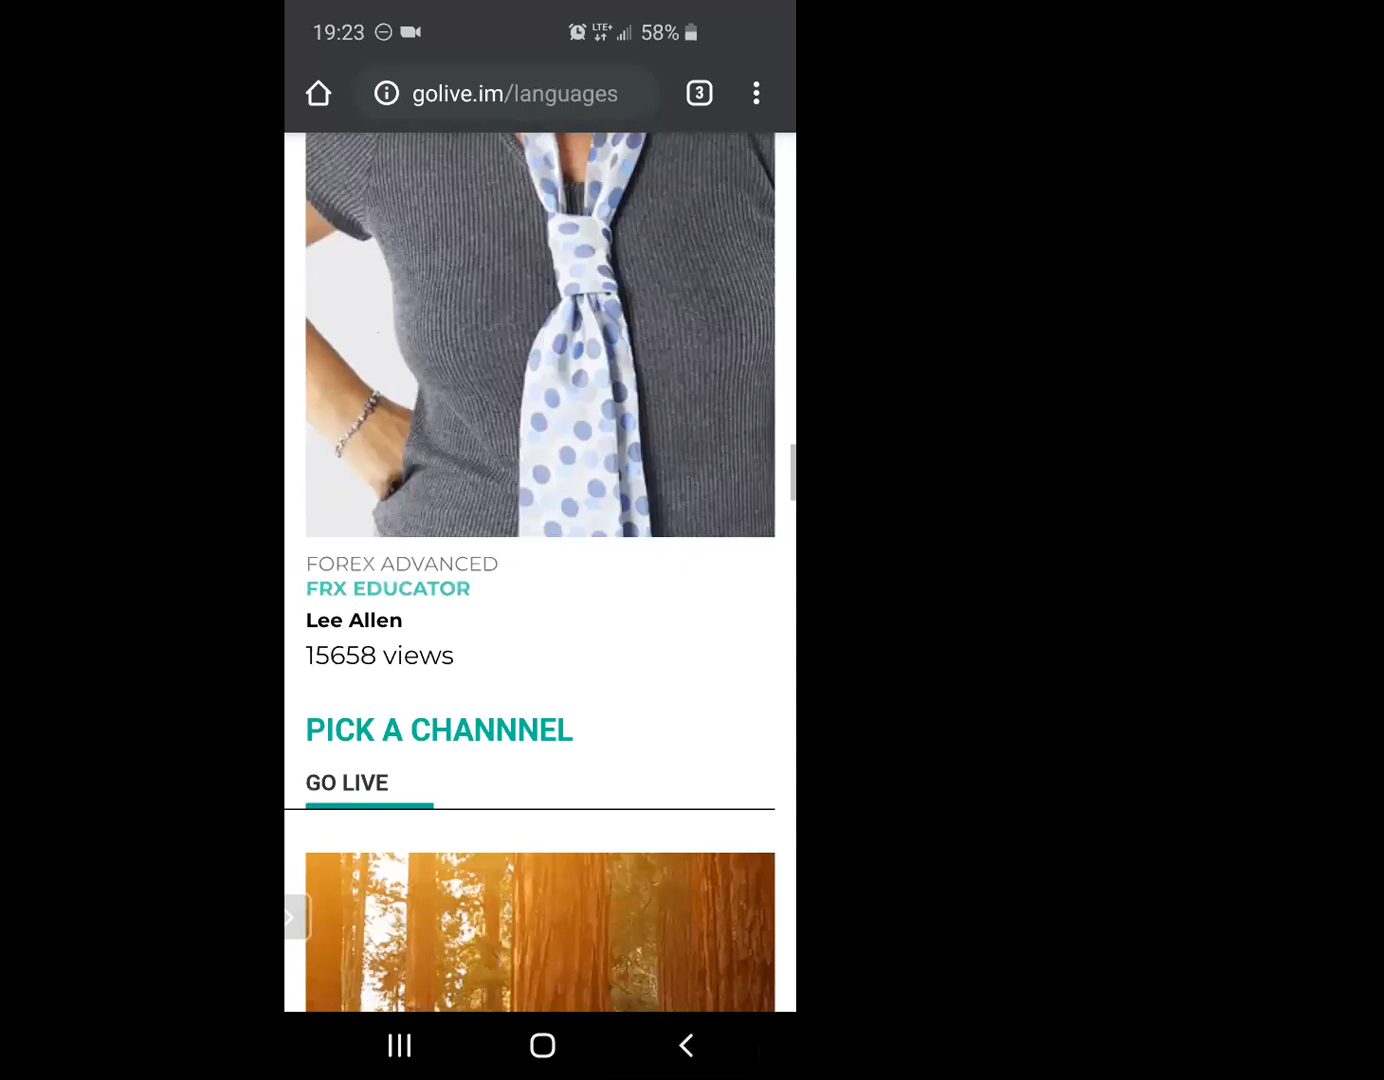 19:23 LTE+ 58%
golive.im/languages 3
FOREX ADVANCED
FRX EDUCATOR
Lee Allen
15658 views
PICK A CHANNNEL
GO LIVE